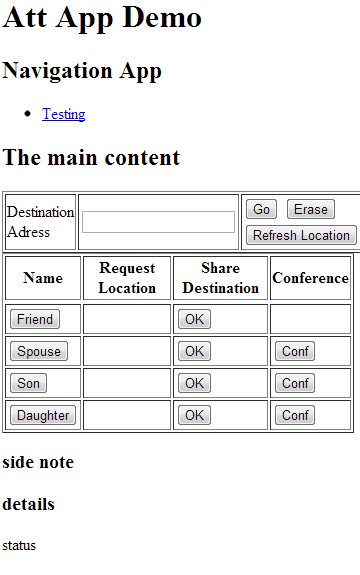 Att App Demo
Navigation App
Testing
The main content
Destination
Adress
Go Erase
Refresh Location
Name Request Location Share Destination Conference
Friend OK
Spouse OK Conf
Son OK Conf
Daughter OK Conf
side note
details
status